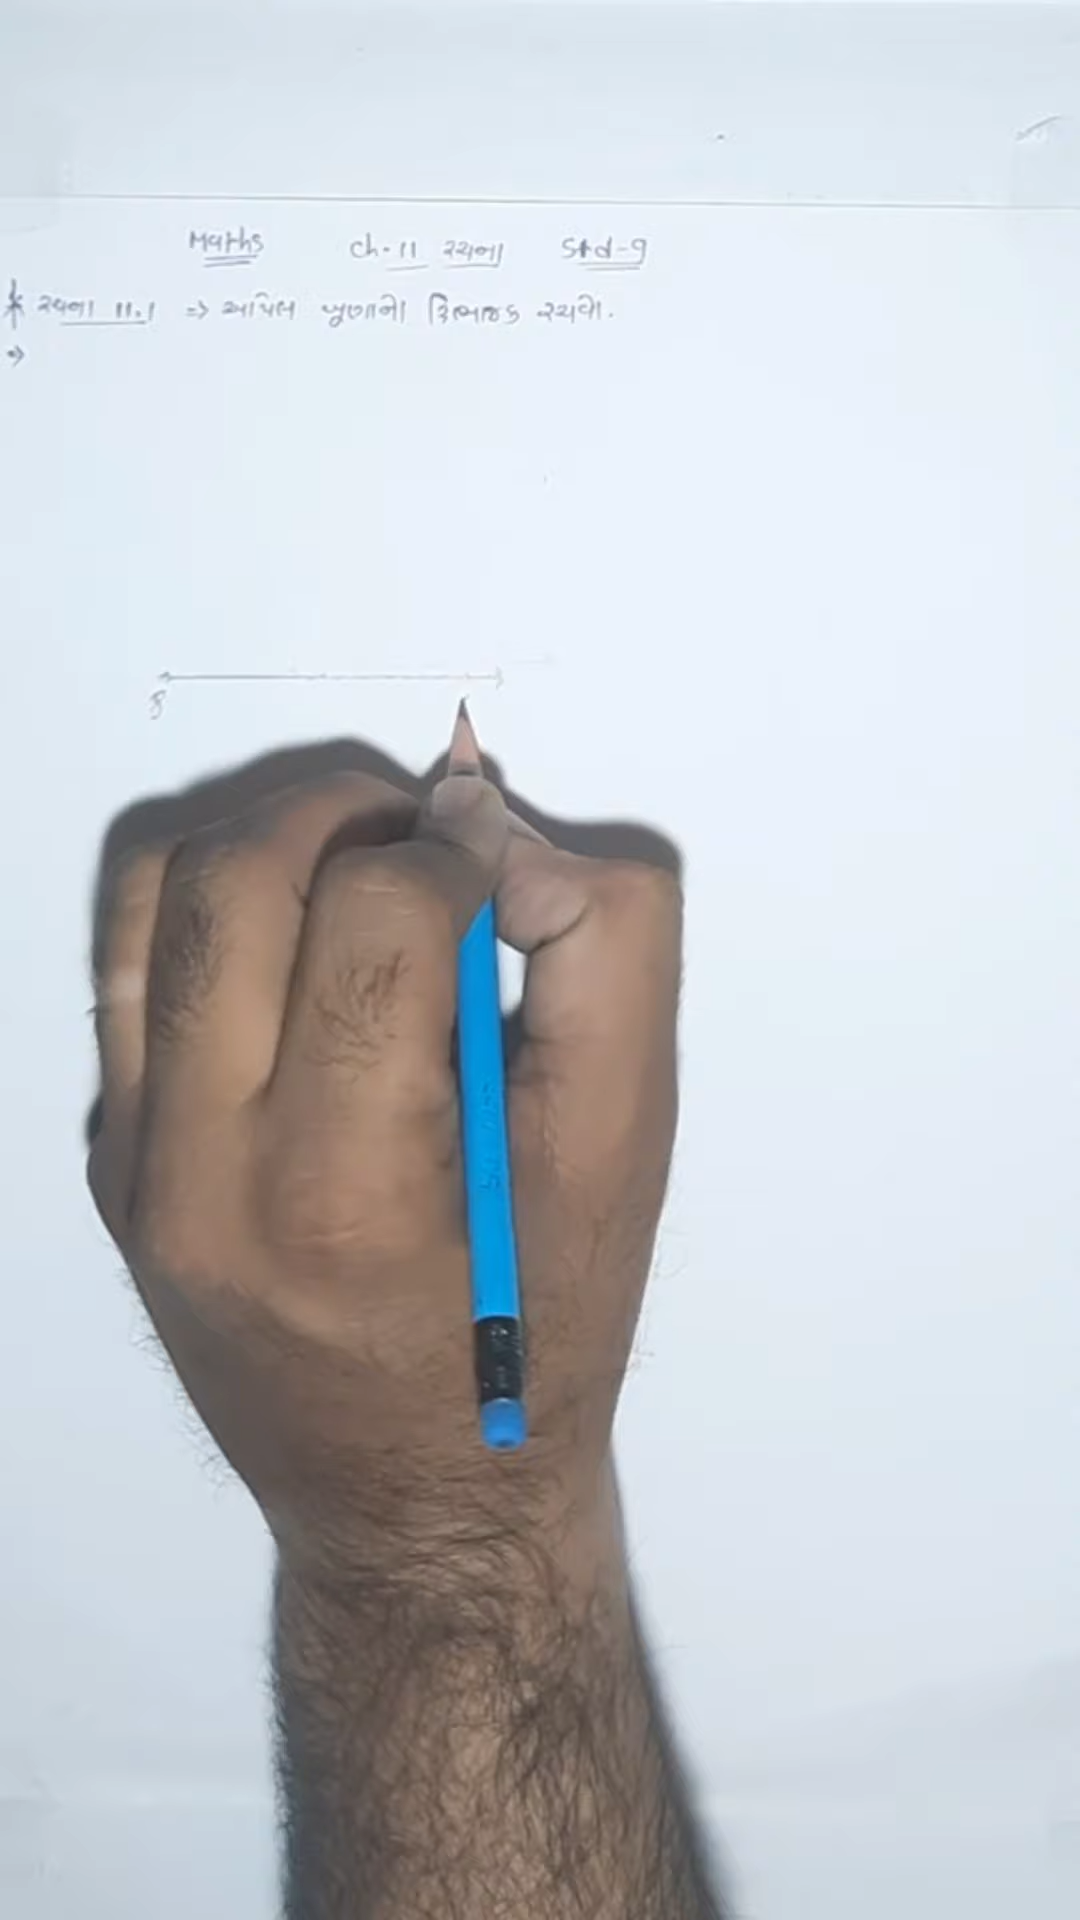 Maths ch-11 રચના Std-9
* રચના 11.1 => આપેલ ખૂણાનો દ્વિભાજક રચવો.
=>
B